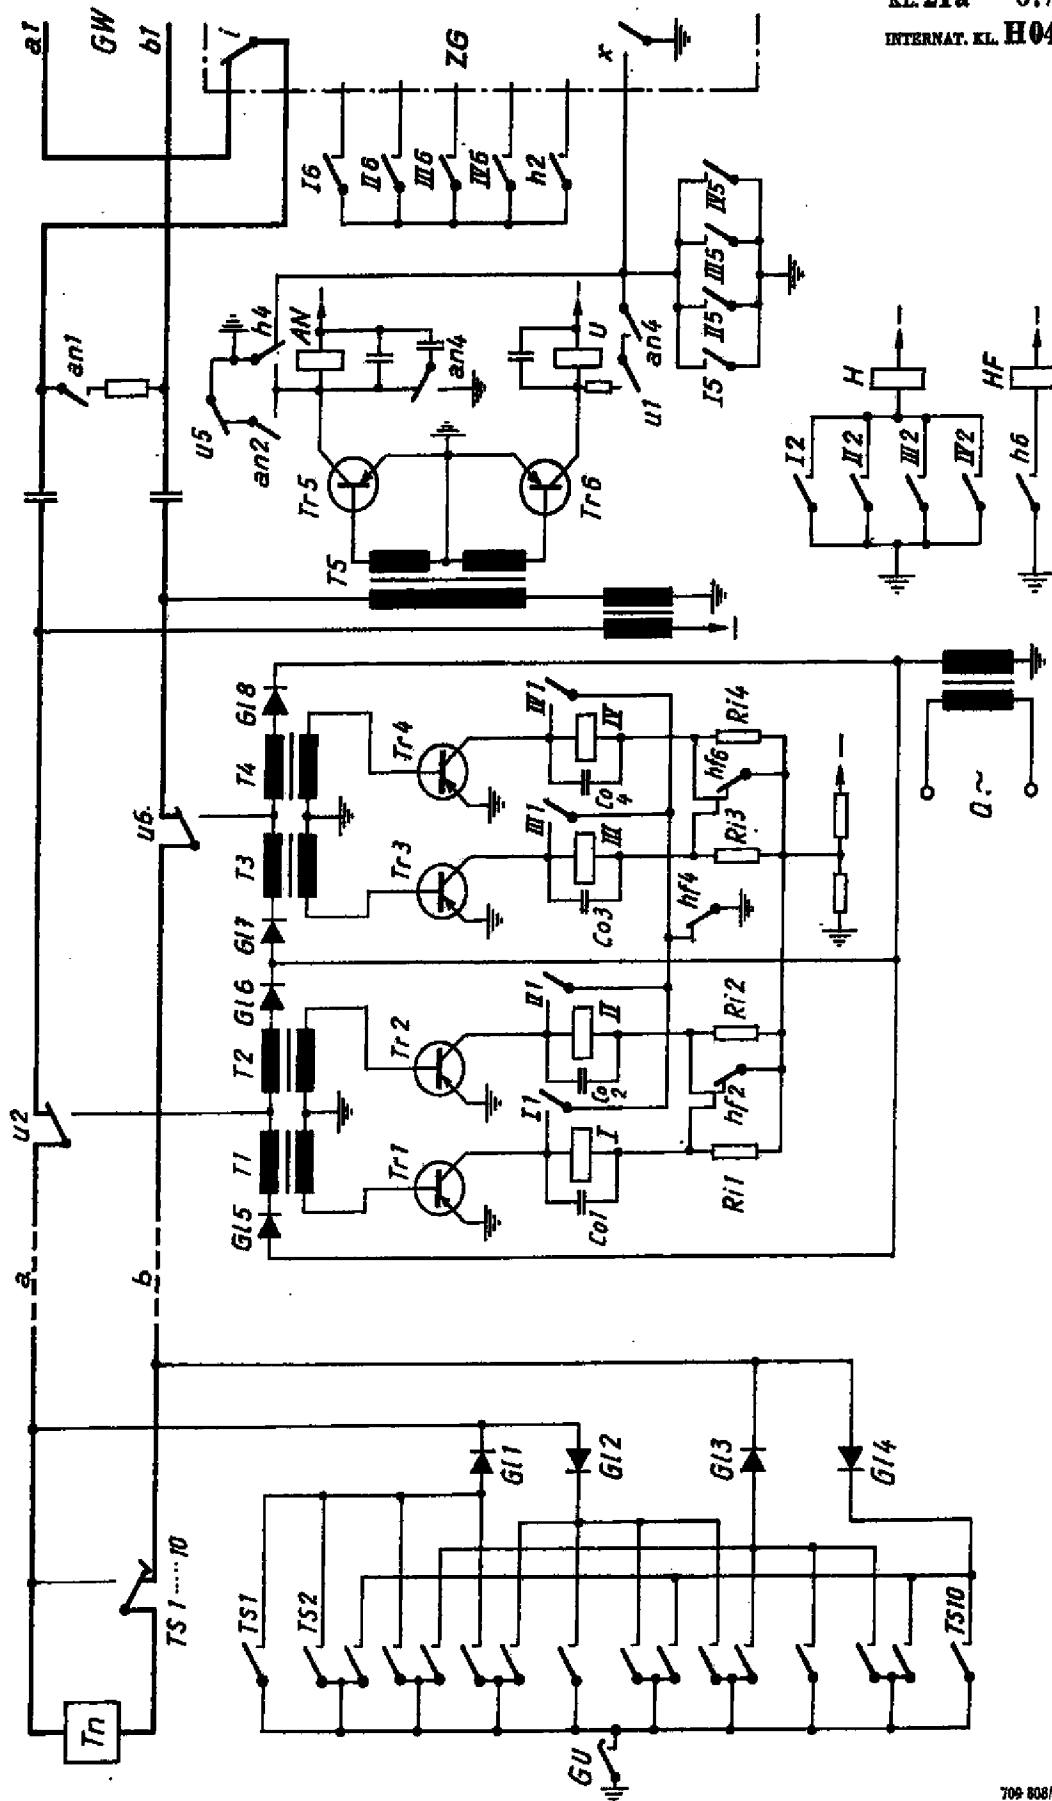 KL. 21a
INTERNAT. KL. H04
a1
GW
b1
i
ZG
x
I6
II6
III6
IV6
h2
an1
h4
AN
an4
u5
an2
Tr5
U
u1
an4
Tr6
I5
II5
III5
IV5
T5
I2
II2
III2
IV2
H
h6
HF
Gl8
T4
T3
Gl7
u6
Tr4
Tr3
IV1
IV
Co4
III1
III
Co3
hf6
Ri4
Ri3
hf4
Q~
u2
Gl6
T2
T1
Gl5
Tr2
Tr1
II1
II
Co2
I1
I
Co1
Ri2
hf2
Ri1
a
b
TS1.....10
Tn
TS1
TS2
TS10
Gl1
Gl2
Gl3
Gl4
GU
709 808/